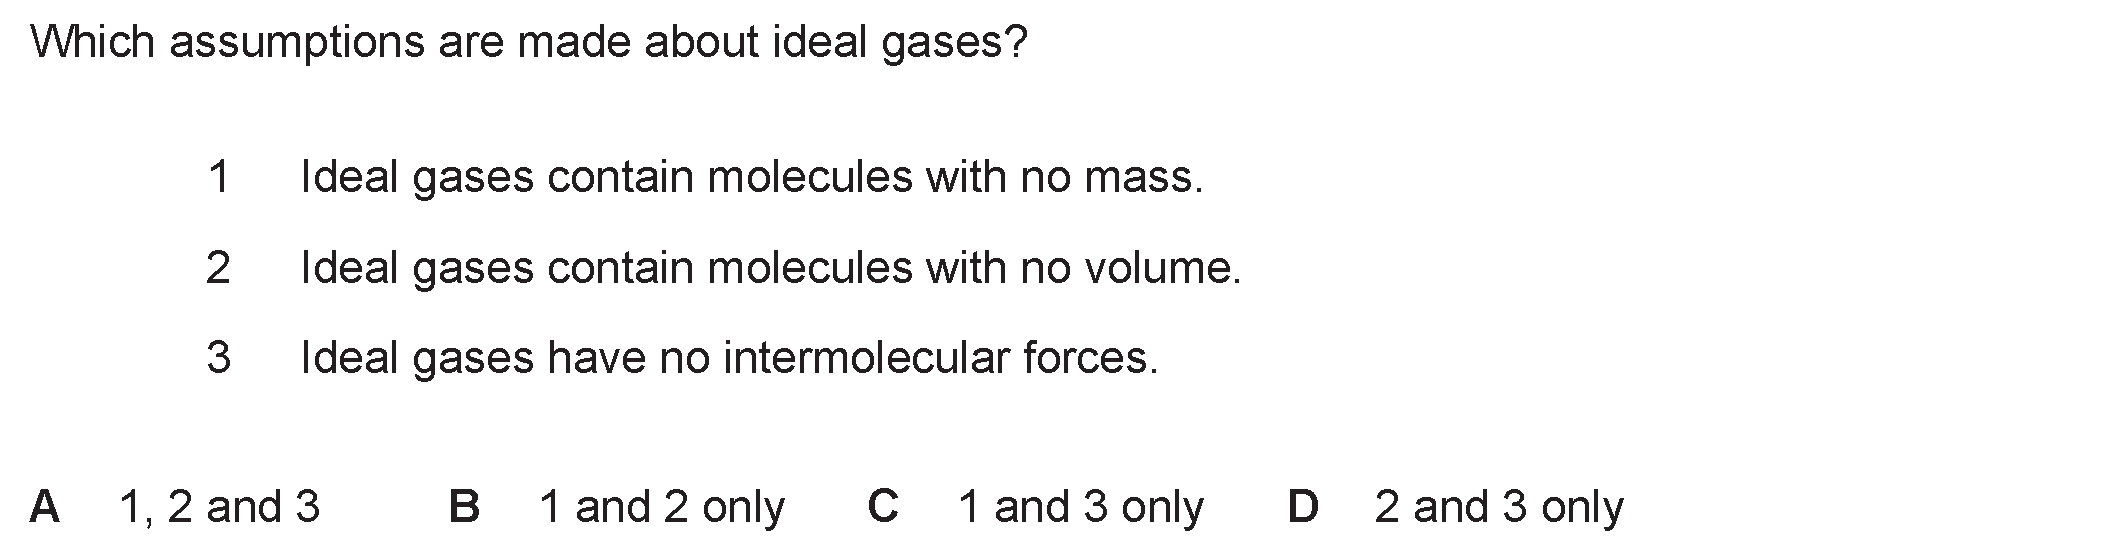 Which assumptions are made about ideal gases?
1 Ideal gases contain molecules with no mass.
2 Ideal gases contain molecules with no volume.
3 Ideal gases have no intermolecular forces.
A 1, 2 and 3 B 1 and 2 only C 1 and 3 only D 2 and 3 only